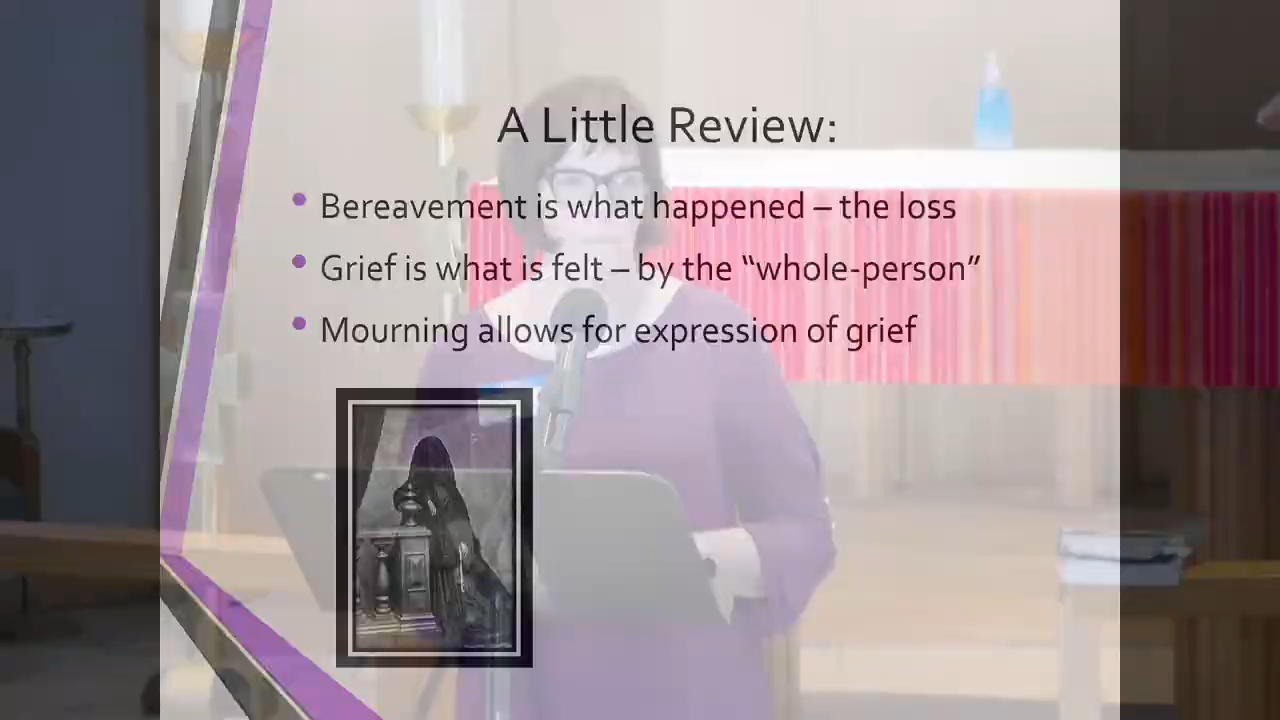 A Little Review:
Bereavement is what happened – the loss
Grief is what is felt – by the “whole-person”
Mourning allows for expression of grief